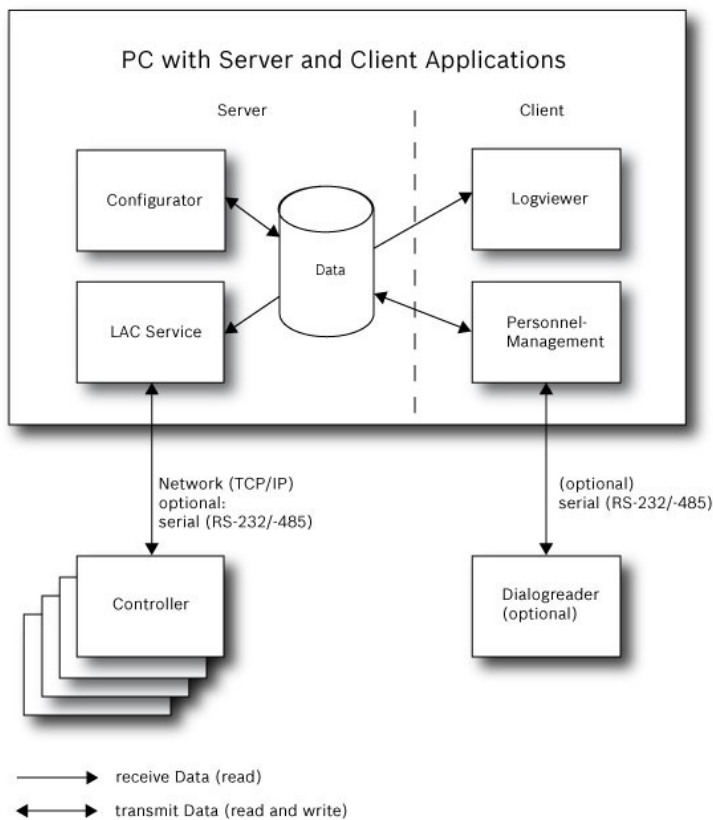 PC with Server and Client Applications
Server
Client
Configurator
Logviewer
Data
LAC Service
Personnel-
Management
Network (TCP/IP)
optional:
serial (RS-232/-485)
(optional)
serial (RS-232/-485)
Controller
Dialogreader
(optional)
receive Data (read)
transmit Data (read and write)